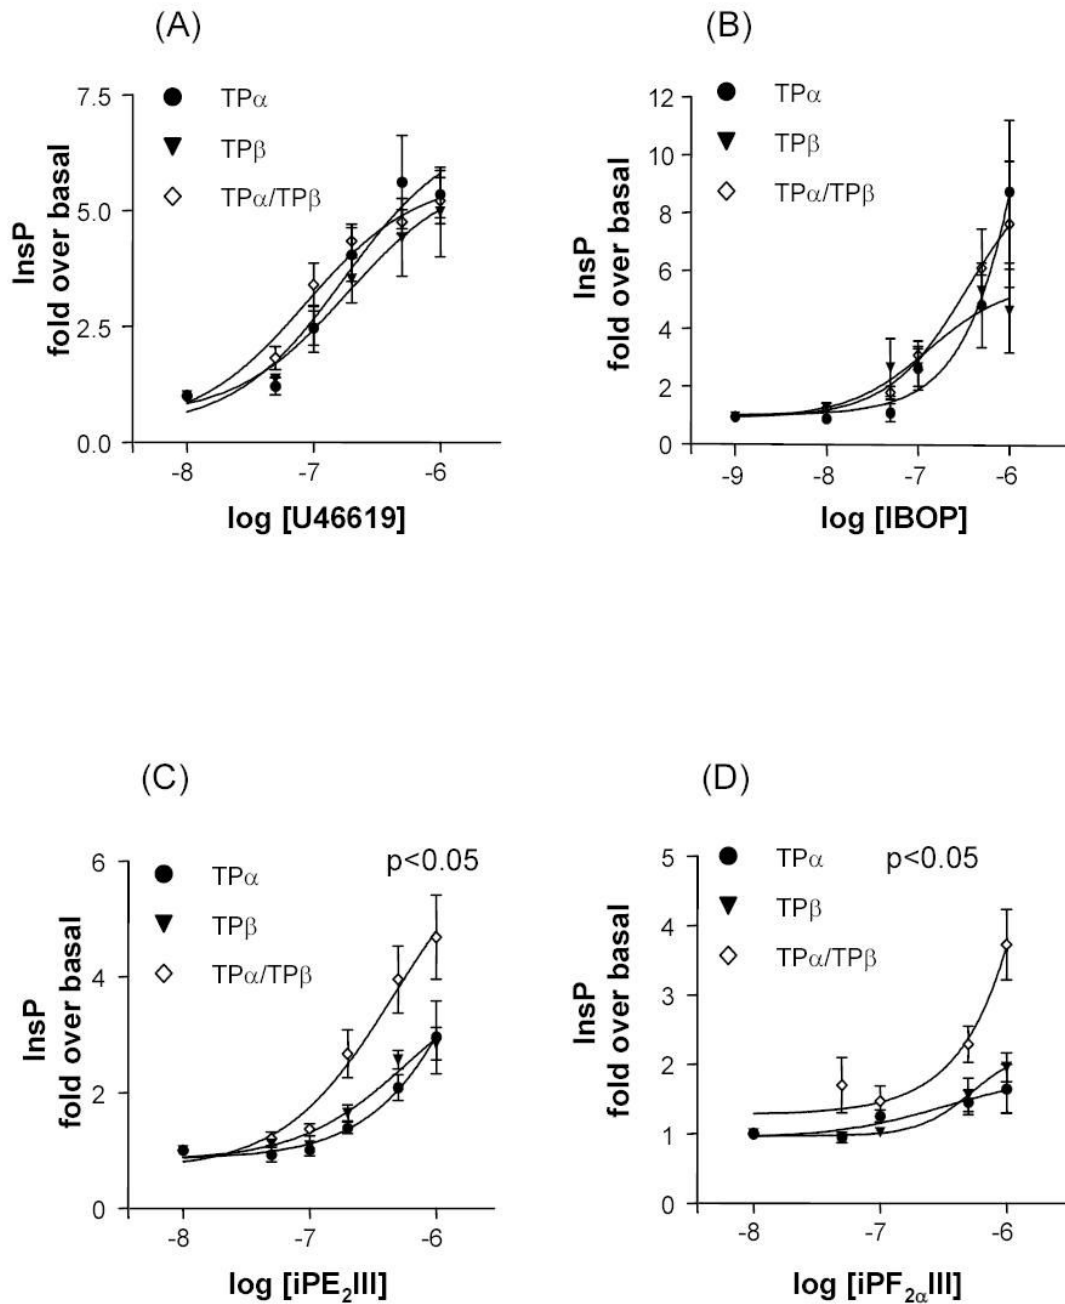 (A)
InsP
fold over basal
7.5
5.0
2.5
0.0
TPα
TPβ
TPα/TPβ
-8
-7
-6
log [U46619]
(B)
InsP
fold over basal
12
10
8
6
4
2
0
TPα
TPβ
TPα/TPβ
-9
-8
-7
-6
log [IBOP]
(C)
InsP
fold over basal
6
4
2
0
TPα
TPβ
TPα/TPβ
p<0.05
-8
-7
-6
log [iPE₂III]
(D)
InsP
fold over basal
5
4
3
2
1
0
TPα
TPβ
TPα/TPβ
p<0.05
-8
-7
-6
log [iPF₂αIII]